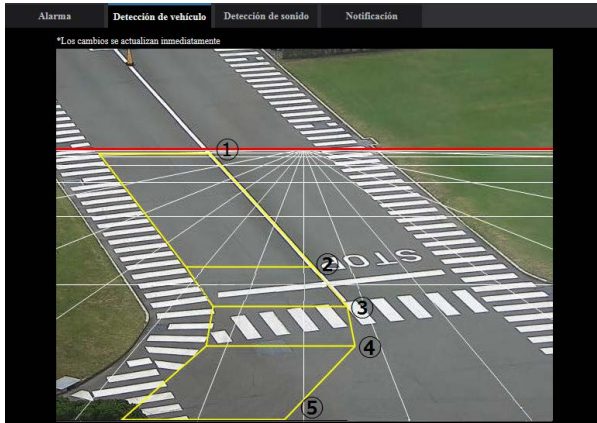 Alarma Detección de vehículo Detección de sonido Notificación
*Los cambios se actualizan inmediatamente
①
②
STOP
③
④
⑤